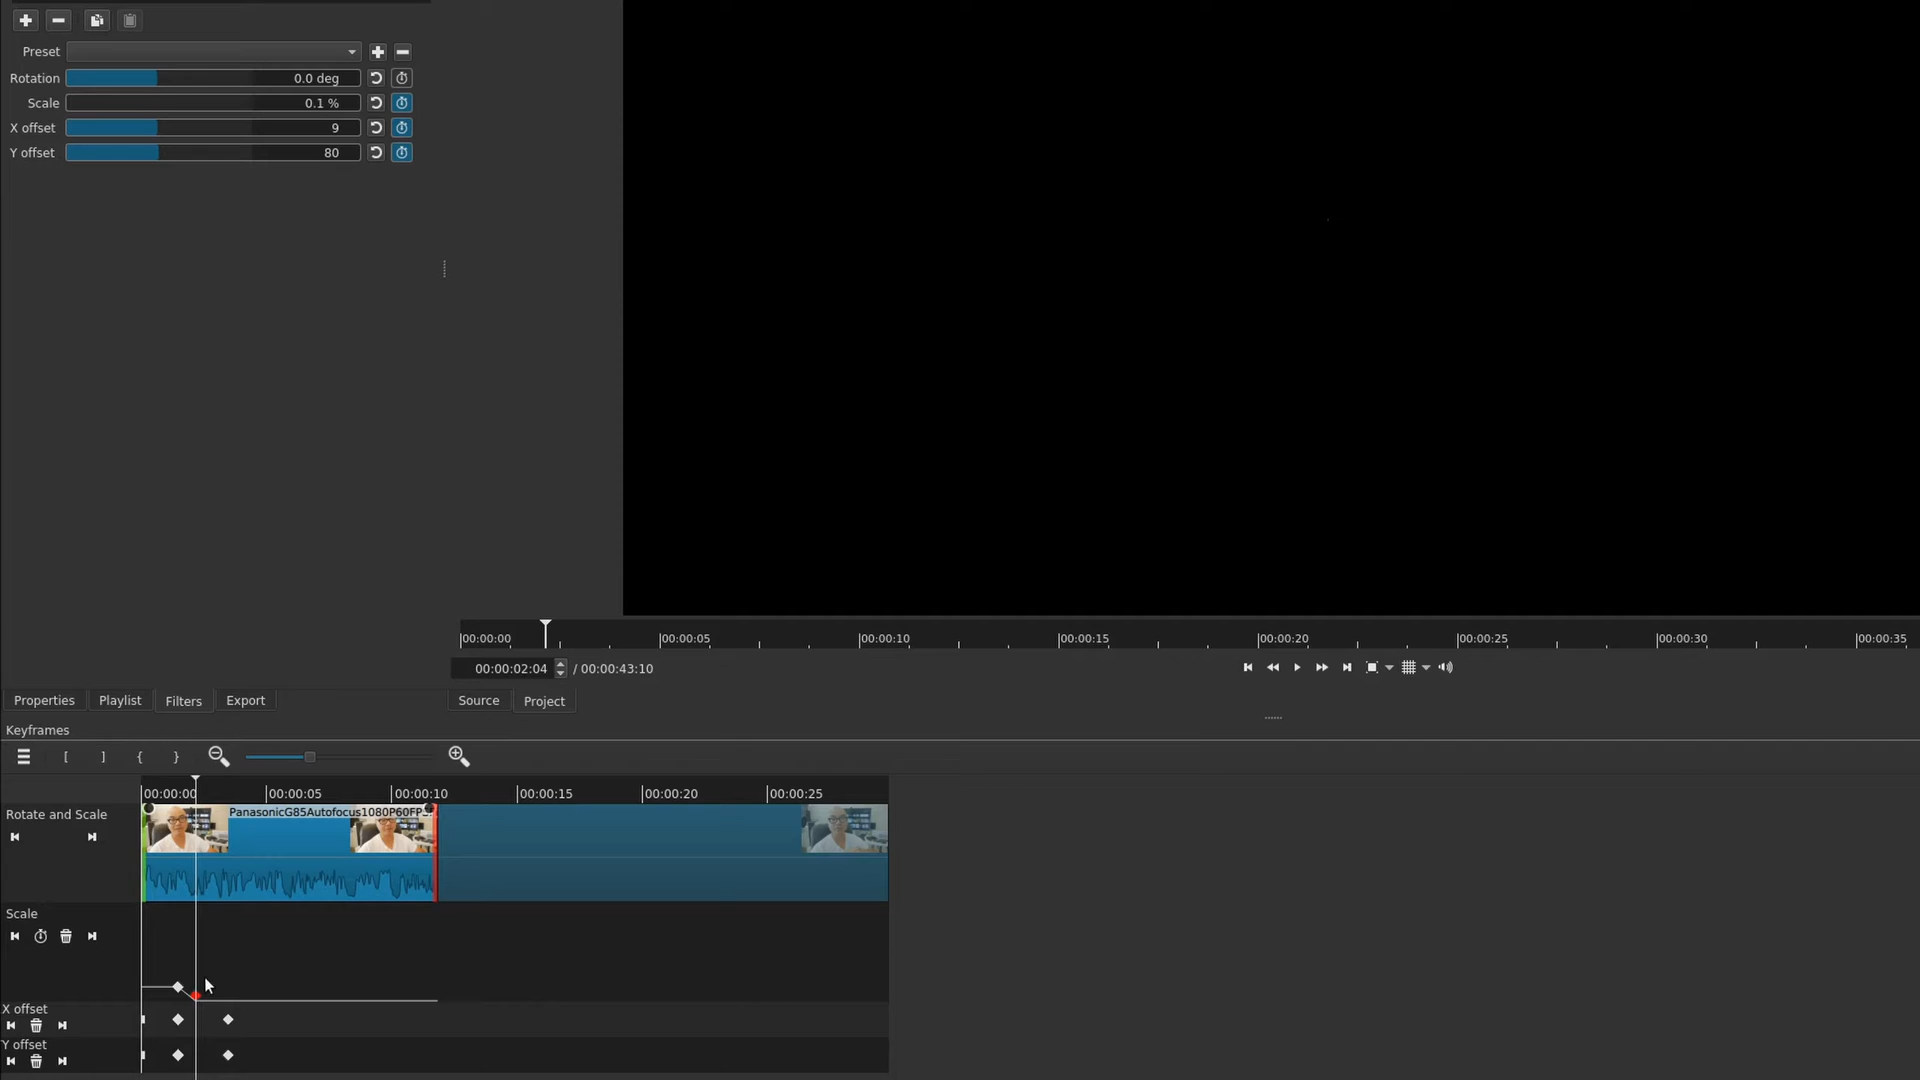 Preset
Rotation 0.0 deg
Scale 0.1 %
X offset 9
Y offset 80
00:00:00 00:00:05 00:00:10 00:00:15 00:00:20 00:00:25 00:00:30 00:00:35
00:00:02:04 / 00:00:43:10
Properties Playlist Filters Export Source Project
Keyframes
[ ] { }
00:00:00 00:00:05 00:00:10 00:00:15 00:00:20 00:00:25
Rotate and Scale
PanasonicG85Autofocus1080P60FPS
Scale
X offset
Y offset